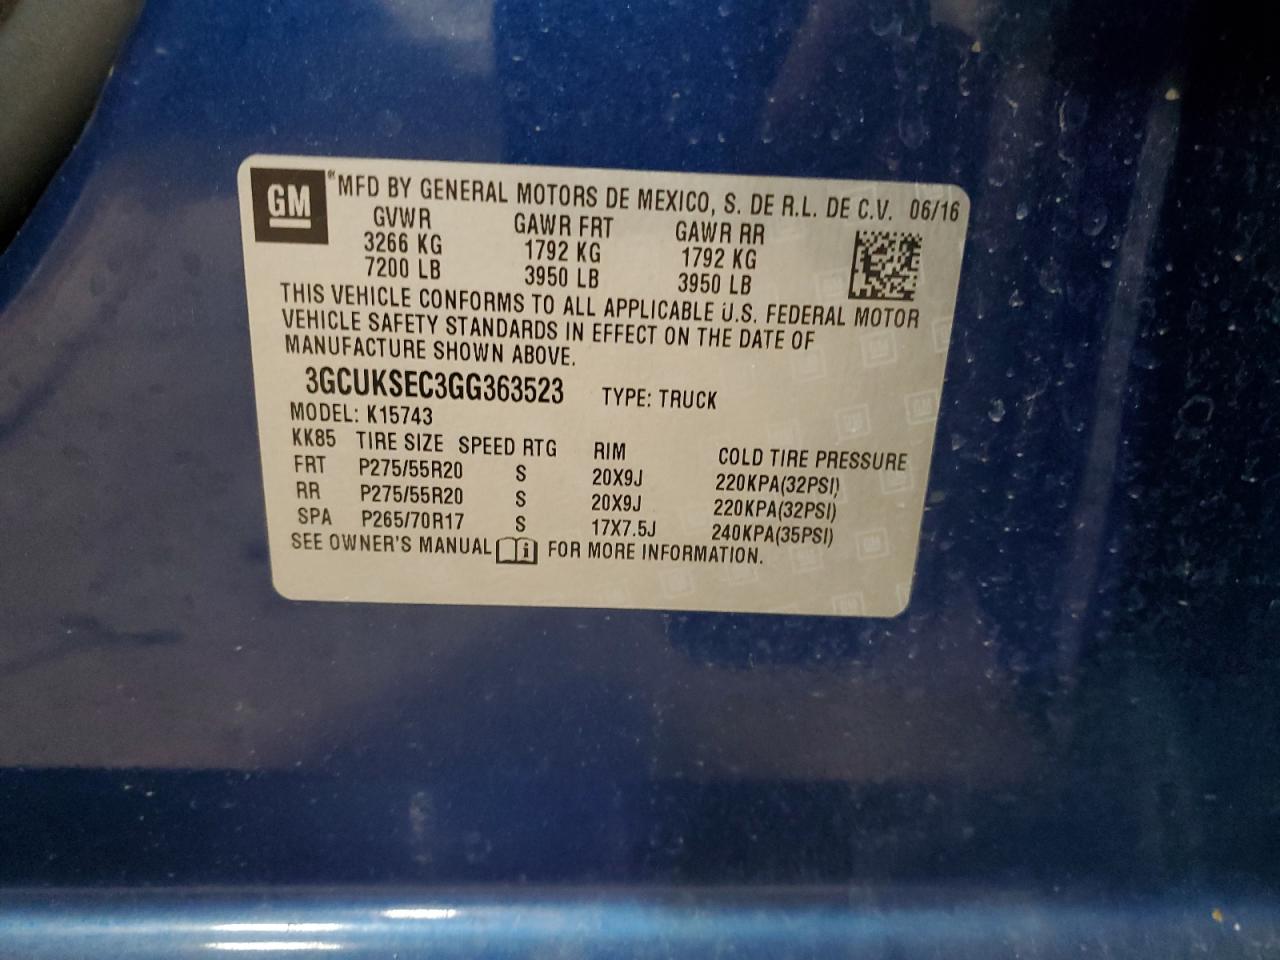 GM
MFD BY GENERAL MOTORS DE MEXICO, S. DE R.L. DE C.V. 06/16
GVWR GAWR FRT GAWR RR
3266 KG 1792 KG 1792 KG
7200 LB 3950 LB 3950 LB
THIS VEHICLE CONFORMS TO ALL APPLICABLE U.S. FEDERAL MOTOR
VEHICLE SAFETY STANDARDS IN EFFECT ON THE DATE OF
MANUFACTURE SHOWN ABOVE.
3GCUKSEC3GG363523 TYPE: TRUCK
MODEL: K15743
KK85 TIRE SIZE SPEED RTG RIM COLD TIRE PRESSURE
FRT P275/55R20 S 20X9J 220KPA(32PSI)
RR P275/55R20 S 20X9J 220KPA(32PSI)
SPA P265/70R17 S 17X7.5J 240KPA(35PSI)
SEE OWNER'S MANUAL i FOR MORE INFORMATION.